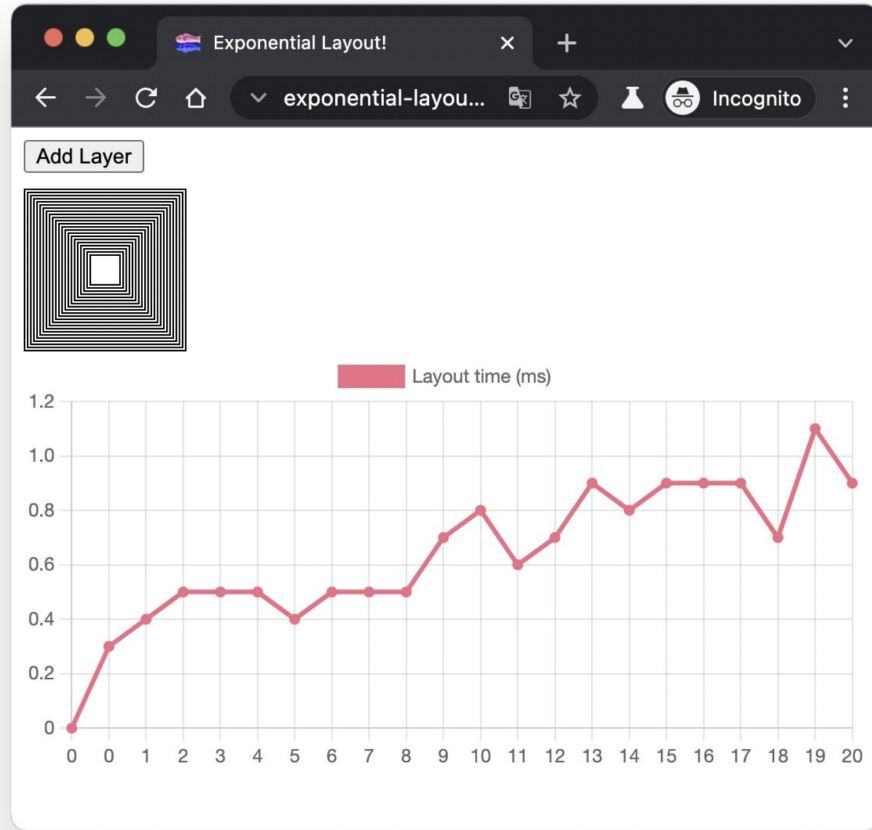 Exponential Layout!
exponential-layou...
Incognito
Add Layer
Layout time (ms)
1.2
1.0
0.8
0.6
0.4
0.2
0
0 0 1 2 3 4 5 6 7 8 9 10 11 12 13 14 15 16 17 18 19 20